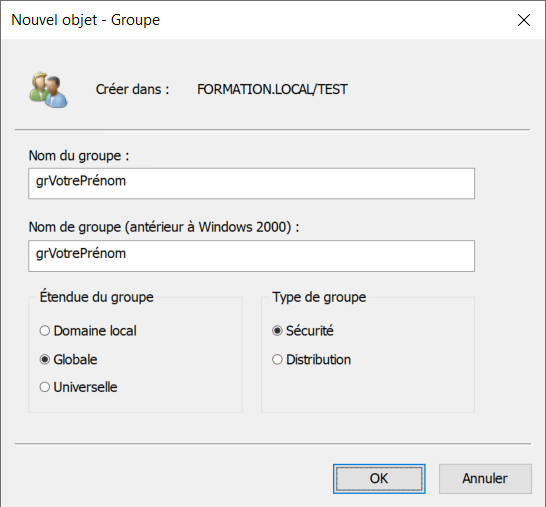 Nouvel objet - Groupe
Créer dans : FORMATION.LOCAL/TEST
Nom du groupe :
grVotrePrénom
Nom de groupe (antérieur à Windows 2000) :
grVotrePrénom
Étendue du groupe
Domaine local
Globale
Universelle
Type de groupe
Sécurité
Distribution
OK
Annuler